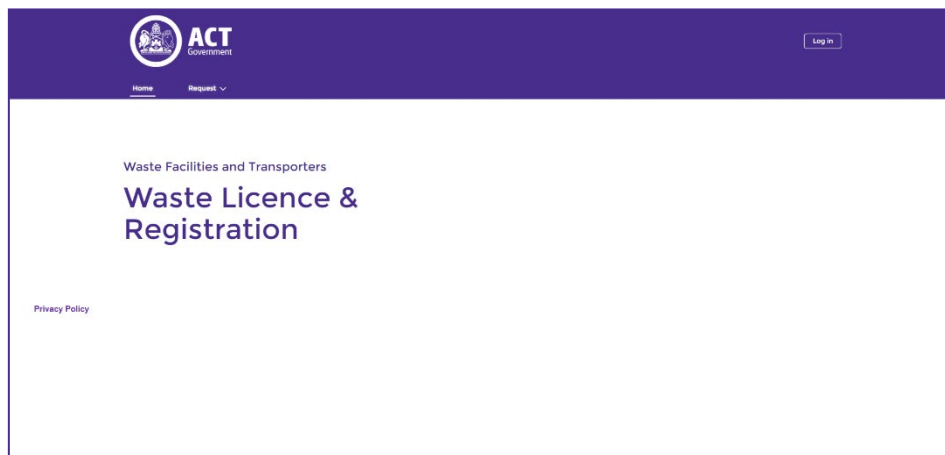 ACT
Government
Log in
Home
Request
Waste Facilities and Transporters
Waste Licence &
Registration
Privacy Policy